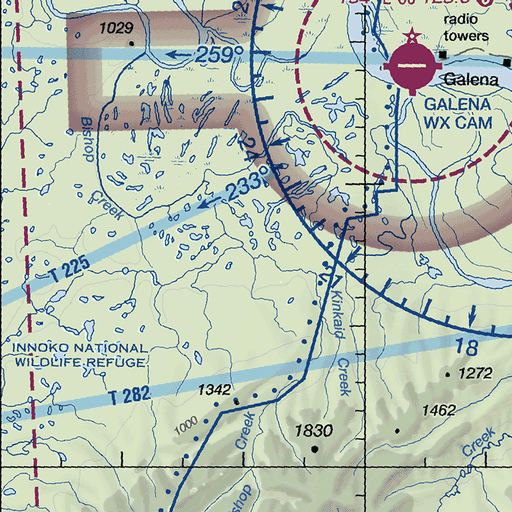 radio
towers
1029
259°
Galena
GALENA
WX CAM
Bishop
Creek
24
233°
T 225
21
Kinkaid
Creek
INNOKO NATIONAL
WILDLIFE REFUGE
18
1272
T 282
1342
1000
Creek
1462
1830
Creek